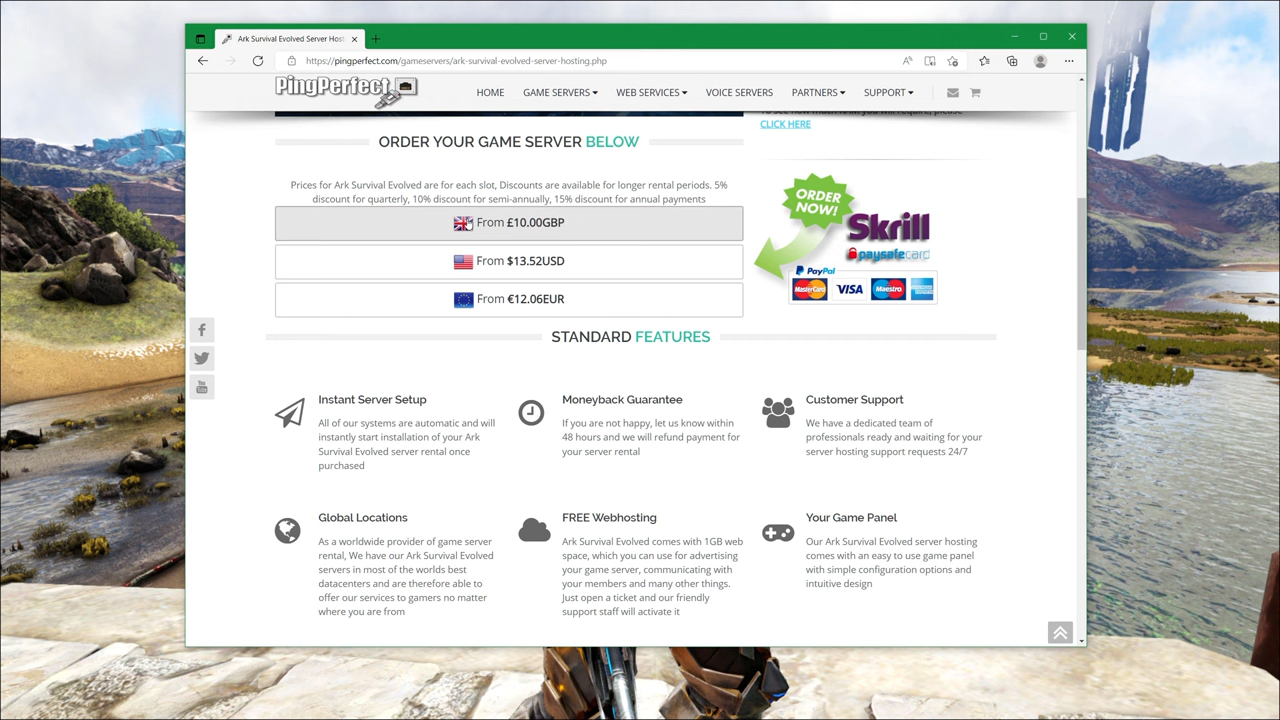 Ark Survival Evolved Server Host
https://pingperfect.com/gameservers/ark-survival-evolved-server-hosting.php
PingPerfect
HOME GAME SERVERS WEB SERVICES VOICE SERVERS PARTNERS SUPPORT
CLICK HERE
ORDER YOUR GAME SERVER BELOW
Prices for Ark Survival Evolved are for each slot, Discounts are available for longer rental periods. 5%
discount for quarterly, 10% discount for semi-annually, 15% discount for annual payments
From £10.00GBP
From $13.52USD
From €12.06EUR
ORDER
NOW!
Skrill
paysafecard
PayPal
MasterCard VISA Maestro
STANDARD FEATURES
Instant Server Setup
All of our systems are automatic and will
instantly start installation of your Ark
Survival Evolved server rental once
purchased
Moneyback Guarantee
If you are not happy, let us know within
48 hours and we will refund payment for
your server rental
Customer Support
We have a dedicated team of
professionals ready and waiting for your
server hosting support requests 24/7
Global Locations
As a worldwide provider of game server
rental, We have our Ark Survival Evolved
servers in most of the worlds best
datacenters and are therefore able to
offer our services to gamers no matter
where you are from
FREE Webhosting
Ark Survival Evolved comes with 1GB web
space, which you can use for advertising
your game server, communicating with
your members and many other things.
Just open a ticket and our friendly
support staff will activate it
Your Game Panel
Our Ark Survival Evolved server hosting
comes with an easy to use game panel
with simple configuration options and
intuitive design